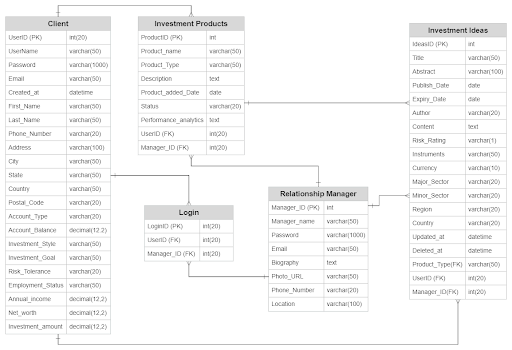 Client
UserID (PK) int(20)
UserName varchar(50)
Password varchar(1000)
Email varchar(50)
Created_at datetime
First_Name varchar(50)
Last_Name varchar(50)
Phone_Number varchar(20)
Address varchar(100)
City varchar(50)
State varchar(50)
Country varchar(50)
Postal_Code varchar(20)
Account_Type varchar(20)
Account_Balance decimal(12,2)
Investment_Style varchar(50)
Investment_Goal varchar(50)
Risk_Tolerance varchar(20)
Employment_Status varchar(50)
Annual_income decimal(12,2)
Net_worth decimal(12,2)
Investment_amount decimal(12,2)
Investment Products
ProductID (PK) int
Product_name varchar(50)
Product_Type varchar(50)
Description text
Product_added_Date date
Status varchar(20)
Performance_analytics text
UserID (FK) int(20)
Manager_ID (FK) int(20)
Login
LoginID (PK) int(20)
UserID (FK) int(20)
Manager_ID (FK) int(20)
Relationship Manager
Manager_ID (PK) int
Manager_name varchar(50)
Password varchar(1000)
Email varchar(50)
Biography text
Photo_URL varchar(50)
Phone_Number varchar(20)
Location varchar(100)
Investment Ideas
IdeasID (PK) int
Title varchar(50)
Abstract varchar(100)
Publish_Date date
Expiry_Date date
Author varchar(20)
Content text
Risk_Rating varchar(1)
Instruments varchar(50)
Currency varchar(10)
Major_Sector varchar(20)
Minor_Sector varchar(20)
Region varchar(20)
Country varchar(20)
Updated_at datetime
Deleted_at datetime
Product_Type(FK) varchar(50)
UserID (FK) int(20)
Manager_ID(FK) int(20)